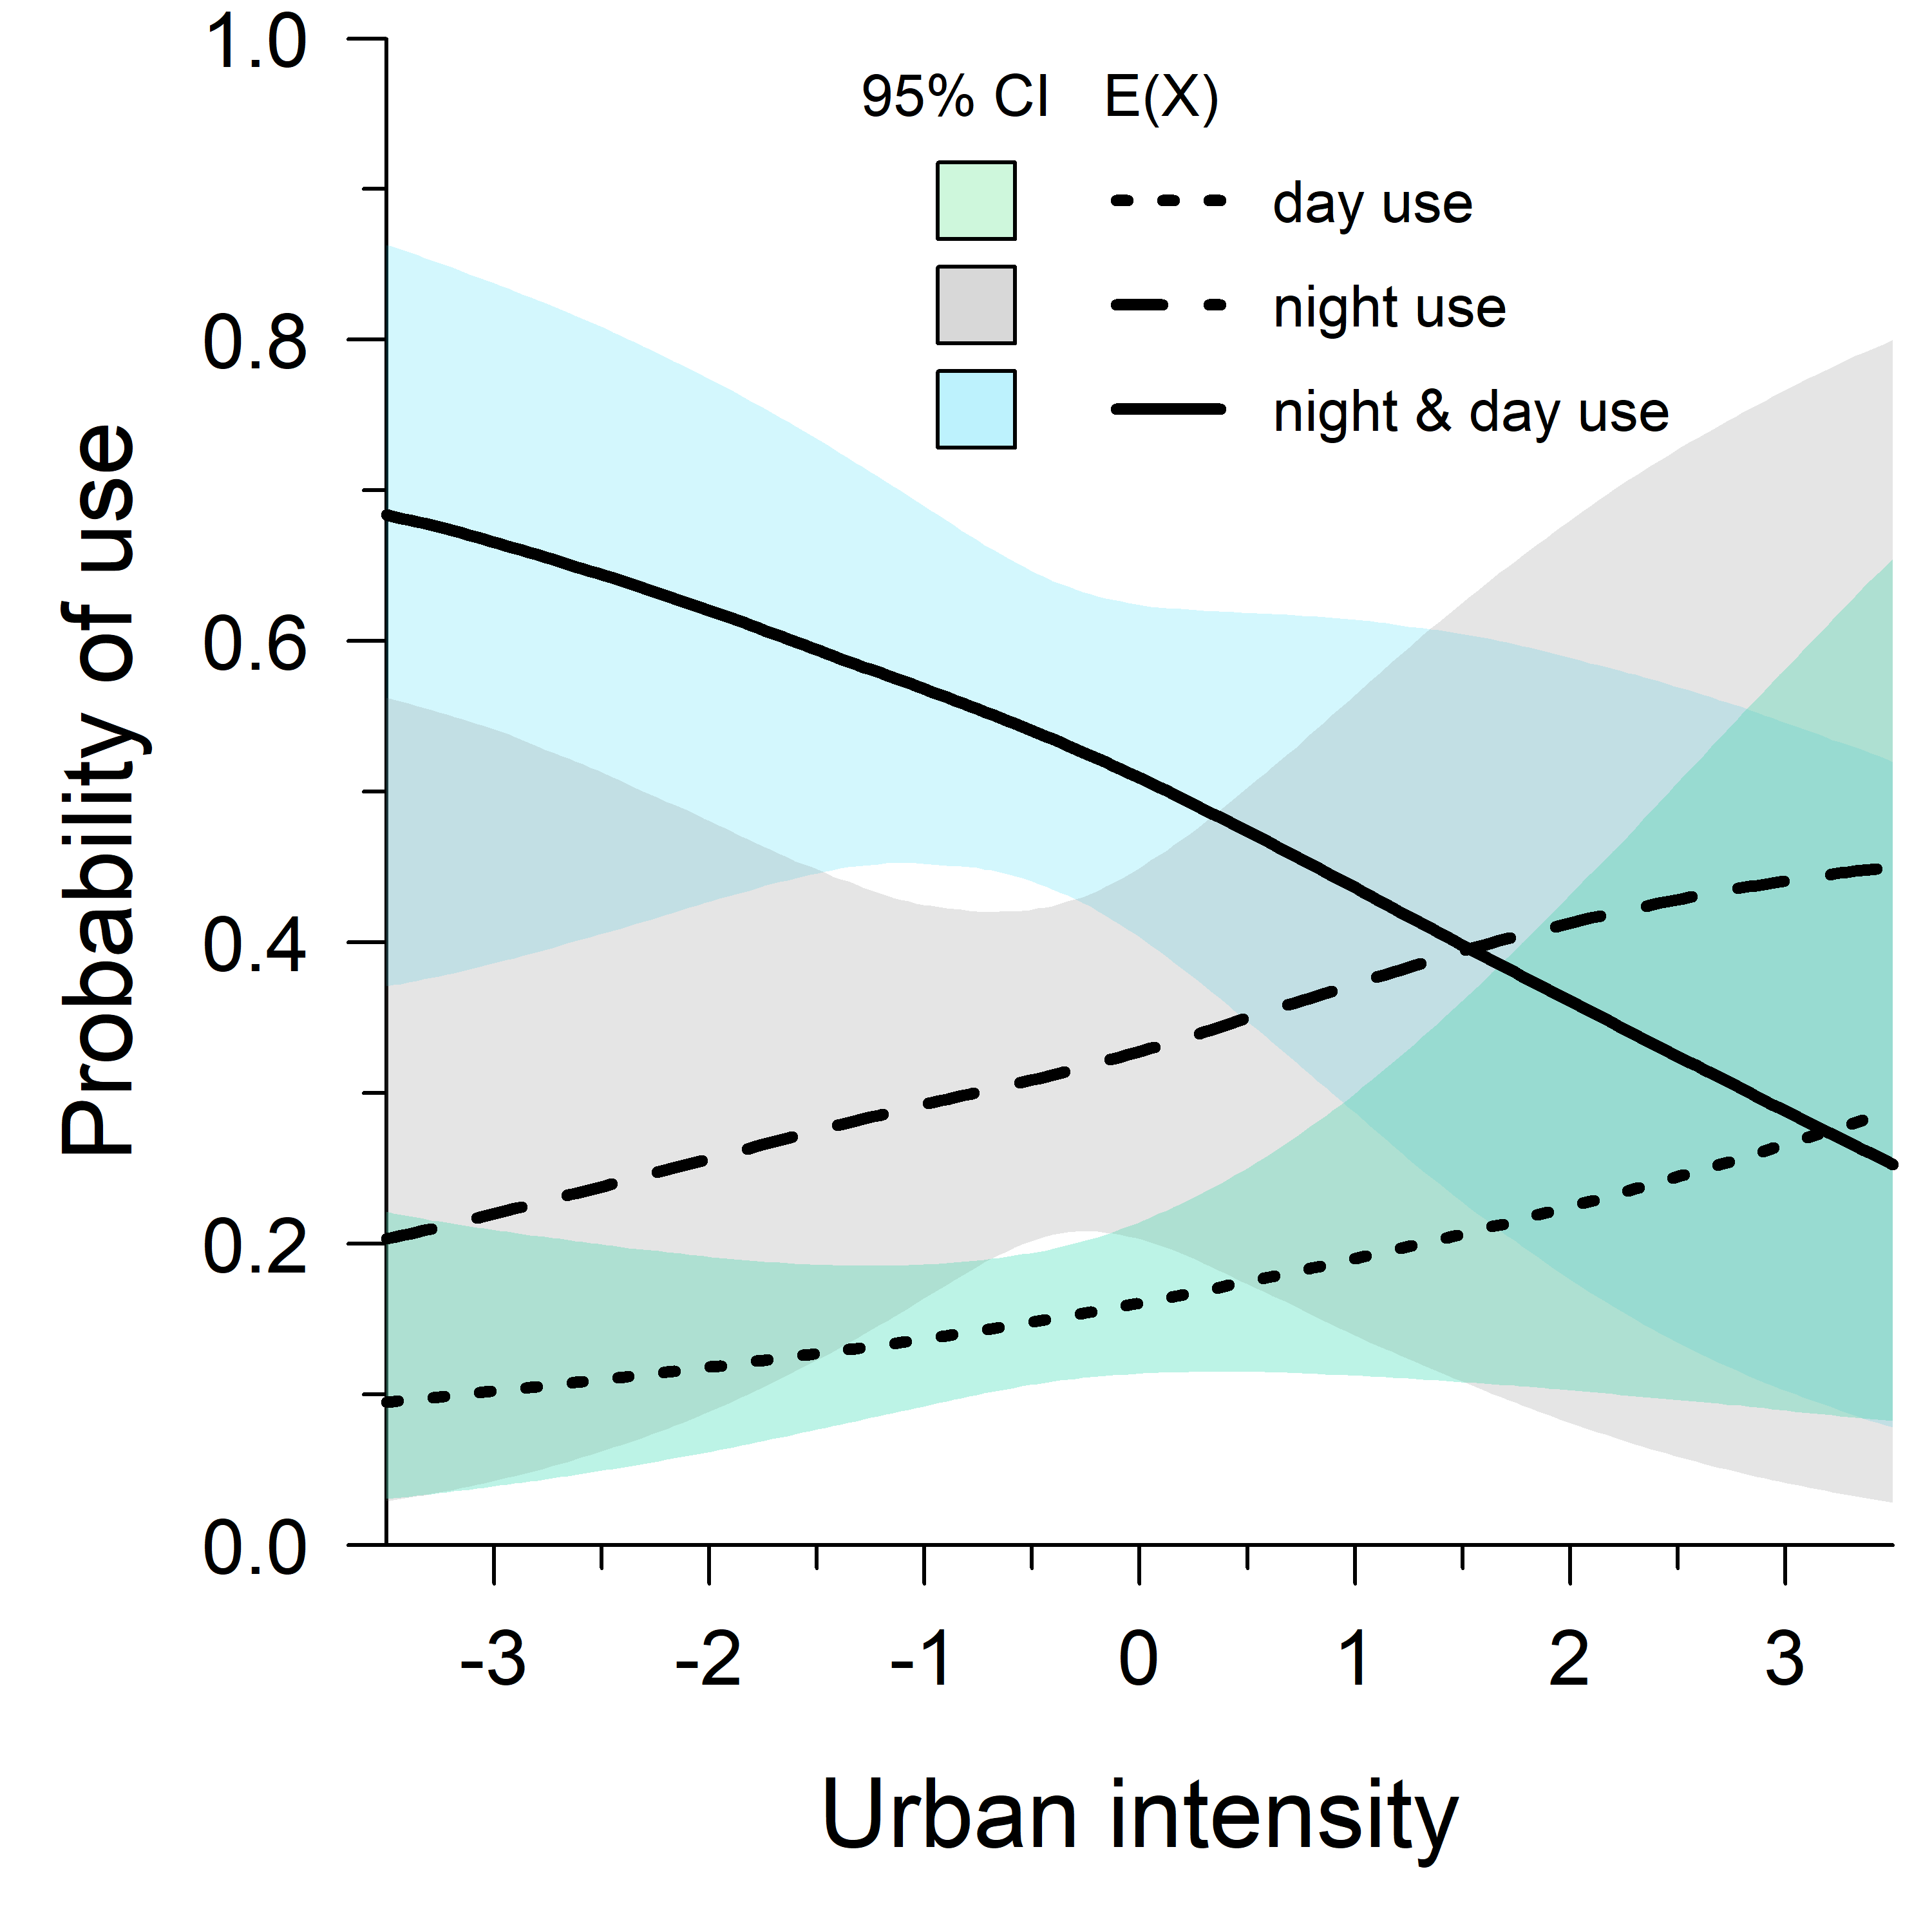 1.0
0.8
0.6
0.4
0.2
0.0
Probability of use
95% CI E(X)
day use
night use
night & day use
-3 -2 -1 0 1 2 3
Urban intensity